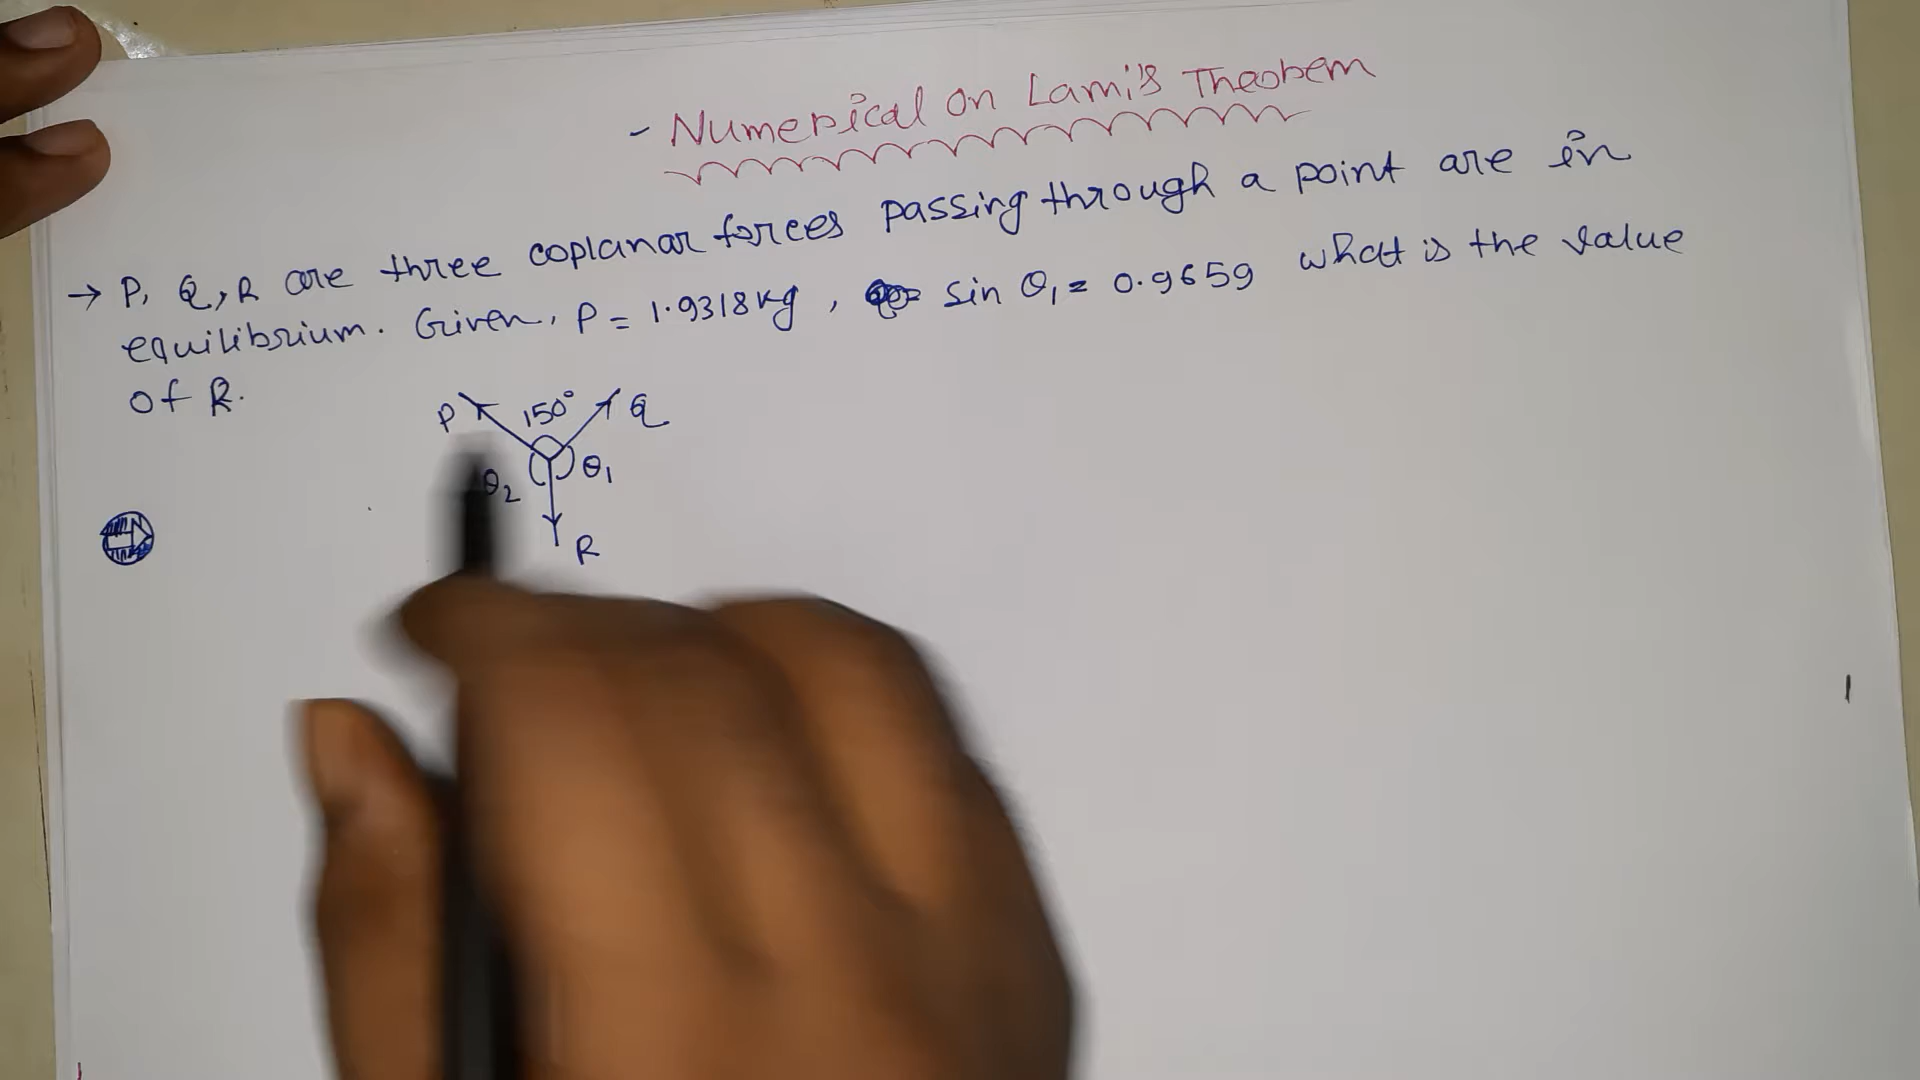 - Numerical On Lami's Theorem
→ P, Q, R are three coplanar forces passing through a point are in
equilibrium. Given, P = 1.9318 kg, sin θ₁ = 0.9659 what is the value
of R.
P 150° Q
θ₂ θ₁
R